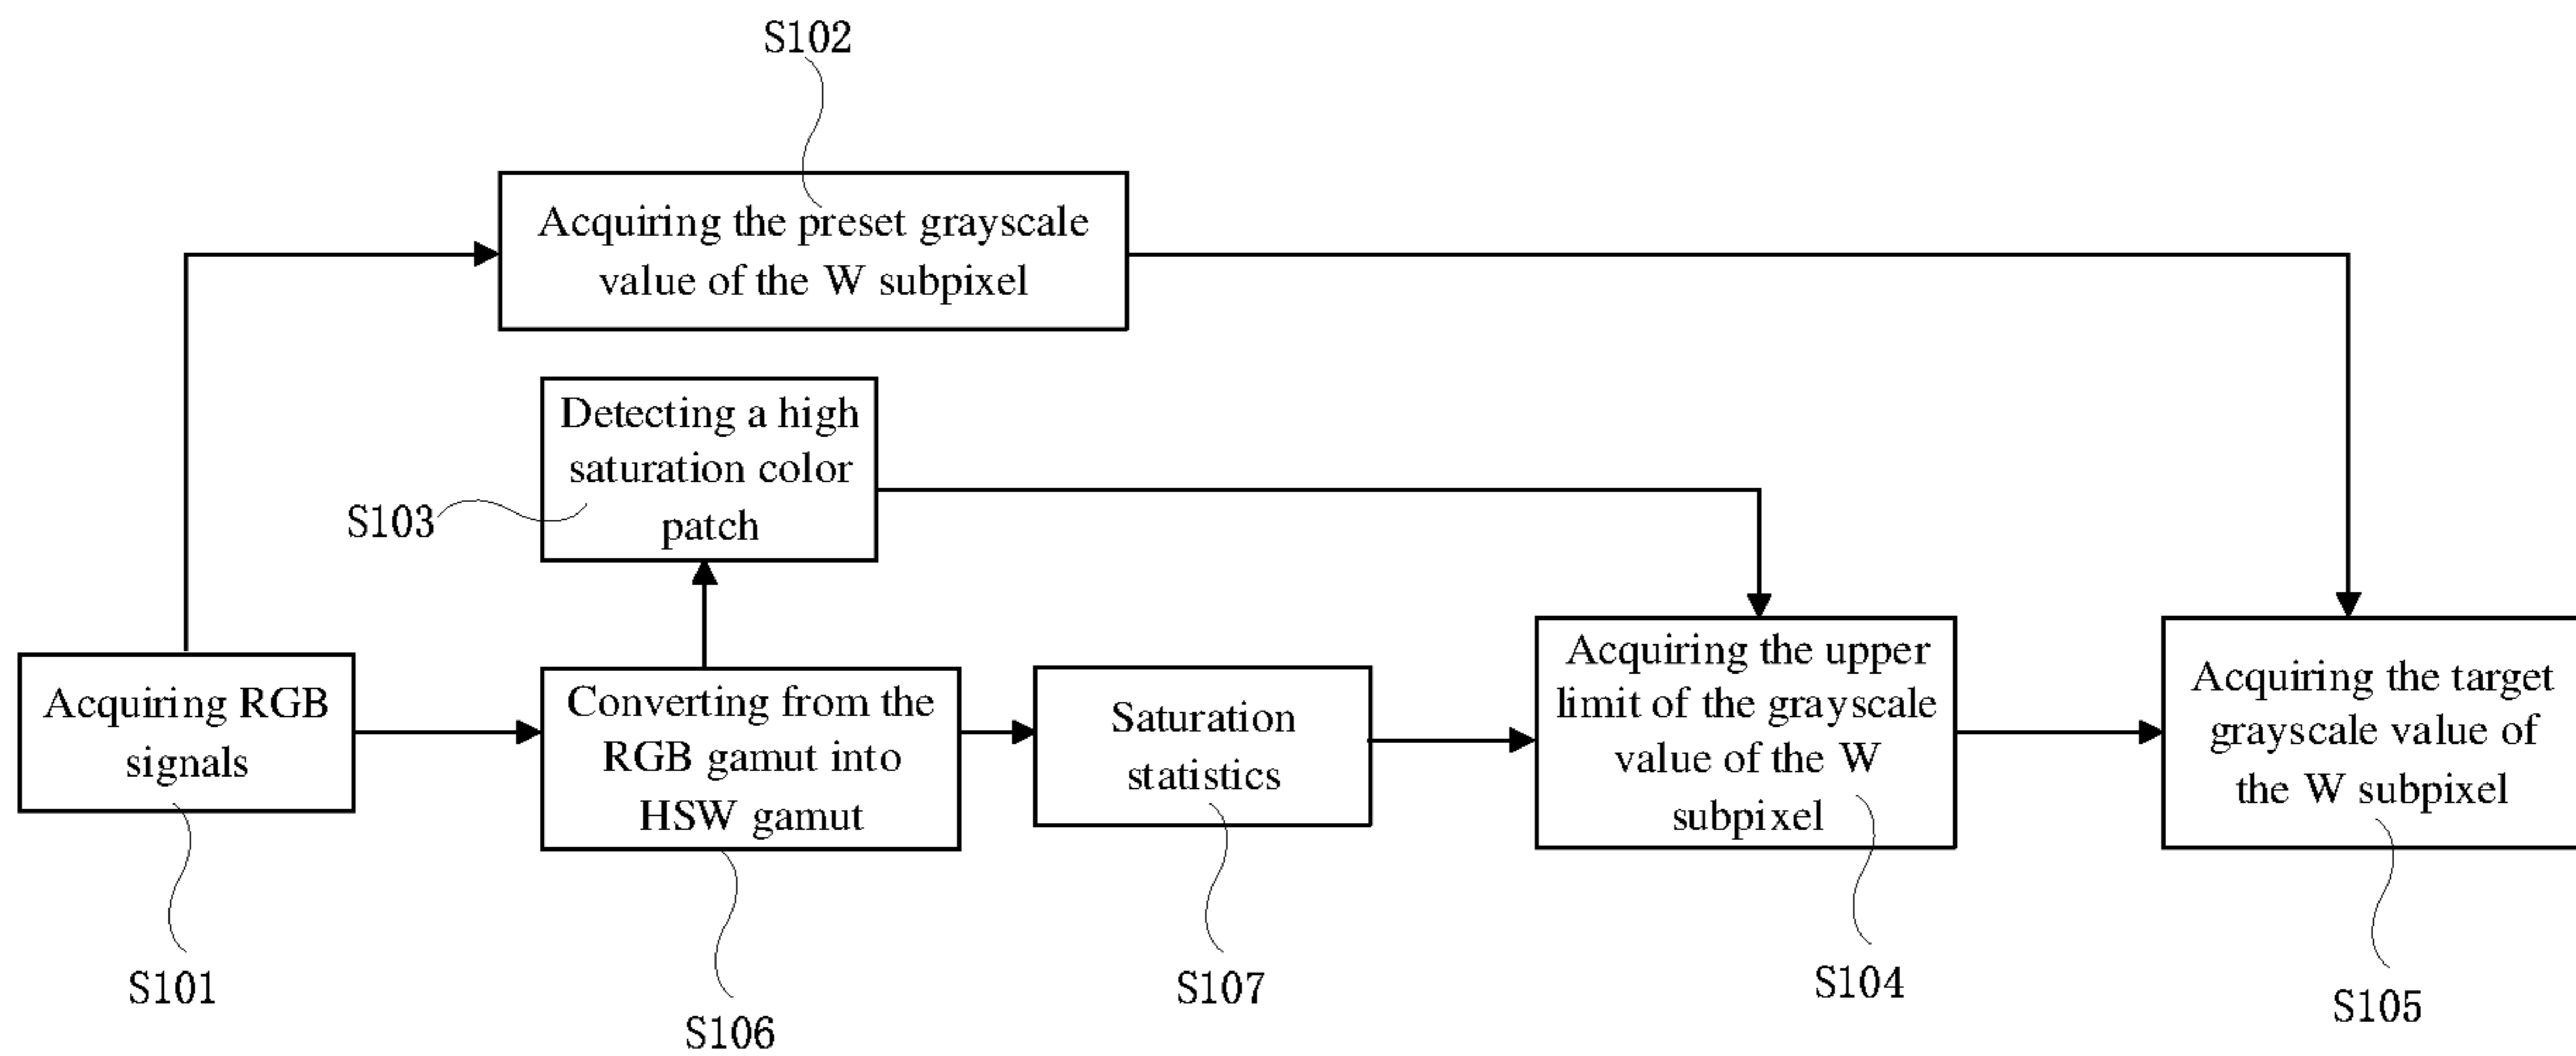 S102
Acquiring the preset grayscale
value of the W subpixel
Detecting a high
saturation color
patch
S103
Acquiring RGB
signals
Converting from the
RGB gamut into
HSW gamut
Saturation
statistics
Acquiring the upper
limit of the grayscale
value of the W
subpixel
Acquiring the target
grayscale value of
the W subpixel
S101
S106
S107
S104
S105